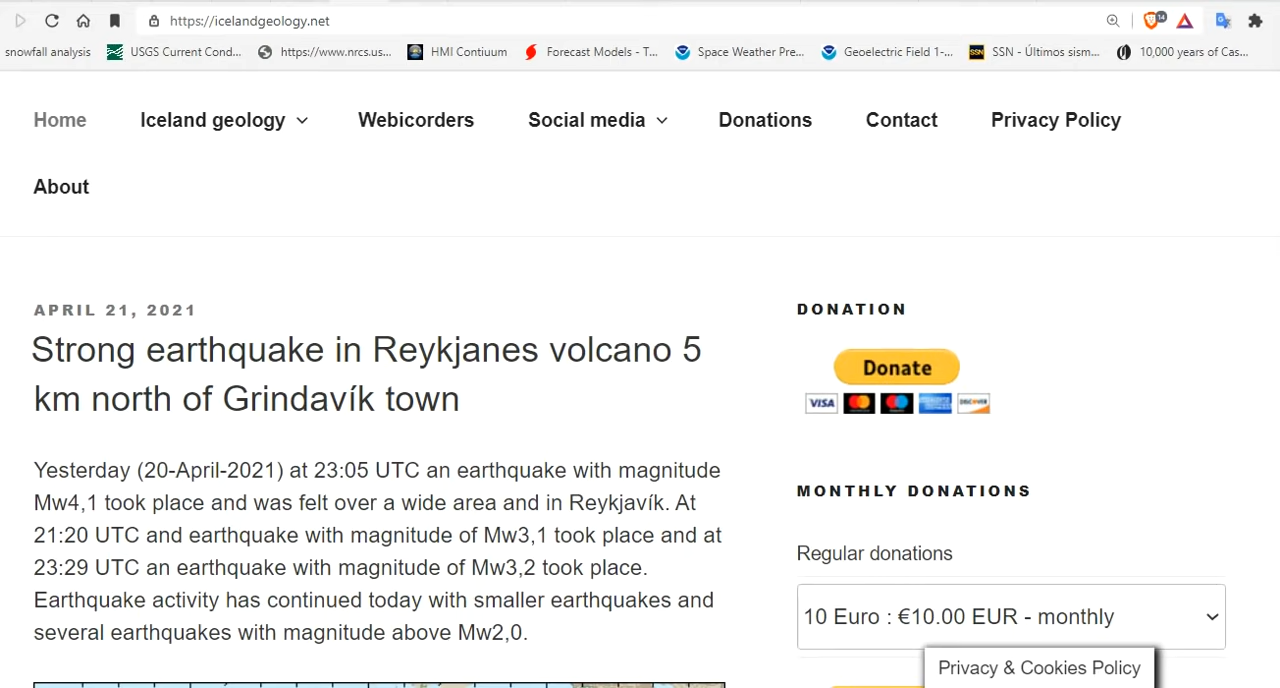 https://icelandgeology.net
14
snowfall analysis
USGS Current Cond...
https://www.nrcs.us...
HMI Contiuum
Forecast Models - T...
Space Weather Pre...
Geoelectric Field 1-...
SSN
SSN - Últimos sism...
10,000 years of Cas...
Home
Iceland geology
Webicorders
Social media
Donations
Contact
Privacy Policy
About
APRIL 21, 2021
Strong earthquake in Reykjanes volcano 5
km north of Grindavík town
Yesterday (20-April-2021) at 23:05 UTC an earthquake with magnitude
Mw4,1 took place and was felt over a wide area and in Reykjavík. At
21:20 UTC and earthquake with magnitude of Mw3,1 took place and at
23:29 UTC an earthquake with magnitude of Mw3,2 took place.
Earthquake activity has continued today with smaller earthquakes and
several earthquakes with magnitude above Mw2,0.
DONATION
Donate
VISA
DISCOVER
MONTHLY DONATIONS
Regular donations
10 Euro : €10.00 EUR - monthly
Privacy & Cookies Policy